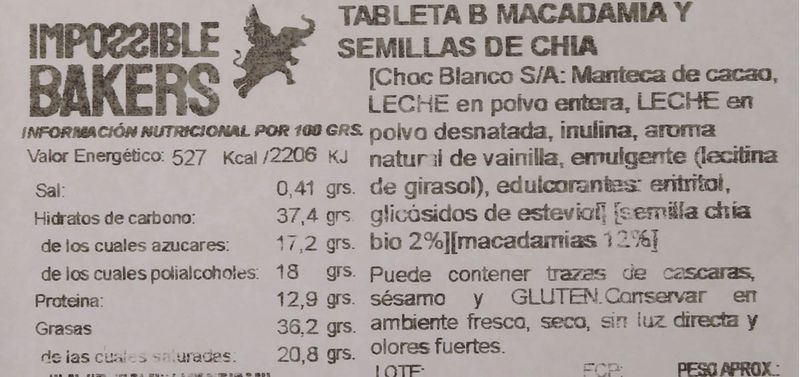 IMPOSSIBLE
BAKERS
INFORMACIÓN NUTRICIONAL POR 100 GRS.
Valor Energético: 527 Kcal /2206 KJ
Sal: 0,41 grs.
Hidratos de carbono: 37,4 grs.
de los cuales azucares: 17,2 grs.
de los cuales polialcoholes: 18 grs.
Proteina: 12,9 grs.
Grasas 36,2 grs.
de las cuales saturadas: 20,8 grs.
TABLETA B MACADAMIA Y
SEMILLAS DE CHIA
[Choc Blanco S/A: Manteca de cacao,
LECHE en polvo entera, LECHE en
polvo desnatada, inulina, aroma
natural de vainilla, emulgente (lecitina
de girasol), edulcorantes: eritritol,
glicósidos de esteviol] [semilla chia
bio 2%][macadamias 12%]
Puede contener trazas de cascaras,
sésamo y GLUTEN.Conservar en
ambiente fresco, seco, sin luz directa y
olores fuertes.
LOTE: FCP: PESO APROX.: